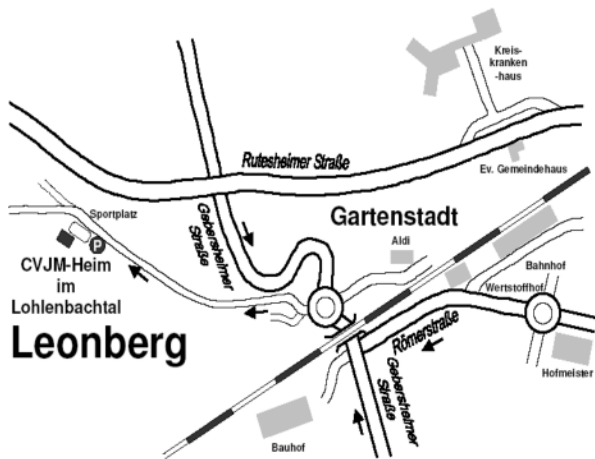 Kreis-
kranken
-haus
Rutesheimer Straße
Ev. Gemeindehaus
Sportplatz
Gebersheimer
Straße
Gartenstadt
P
CVJM-Heim
im
Lohlenbachtal
Aldi
Bahnhof
Wertstoffhof
Leonberg
Römerstraße
Hofmeister
Gebersheimer
Straße
Bauhof